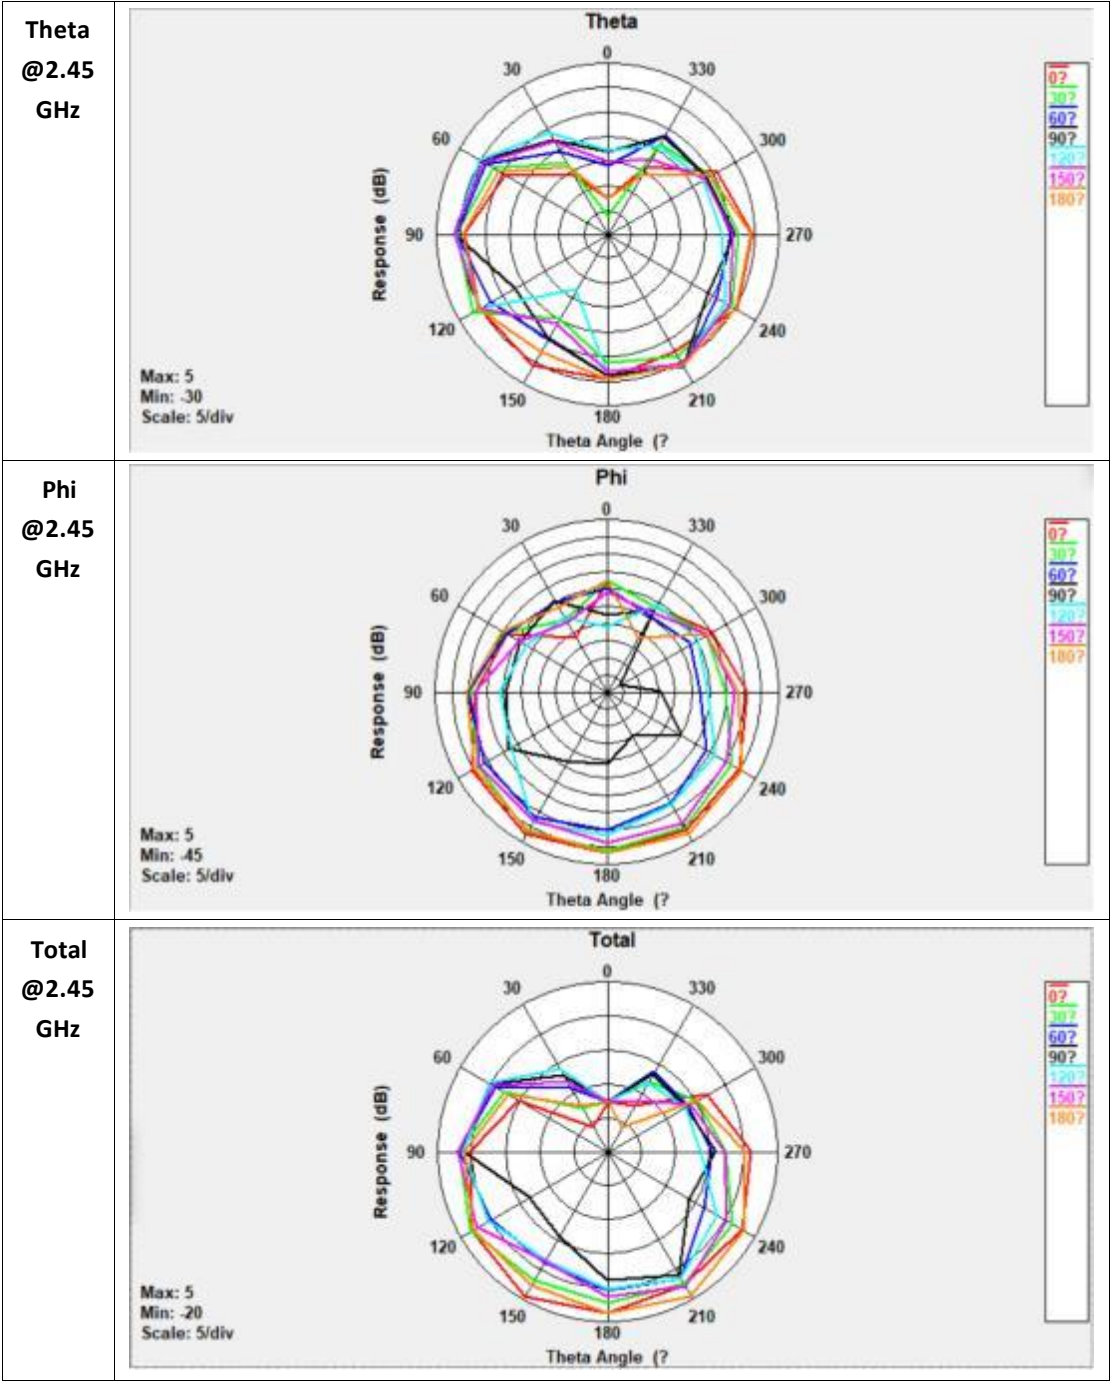 Theta
@2.45
GHz
Theta
0
30
330
60
300
90
270
120
240
150
210
180
Response (dB)
Theta Angle (?
Max: 5
Min: -30
Scale: 5/div
0?
30?
60?
90?
120?
150?
180?
Phi
@2.45
GHz
Phi
0
30
330
60
300
90
270
120
240
150
210
180
Response (dB)
Theta Angle (?
Max: 5
Min: -45
Scale: 5/div
0?
30?
60?
90?
120?
150?
180?
Total
@2.45
GHz
Total
0
30
330
60
300
90
270
120
240
150
210
180
Response (dB)
Theta Angle (?
Max: 5
Min: -20
Scale: 5/div
0?
30?
60?
90?
120?
150?
180?